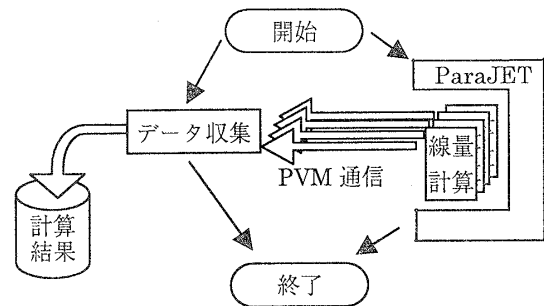 開始
ParaJET
データ収集
線量
計算
PVM 通信
計算
結果
終了